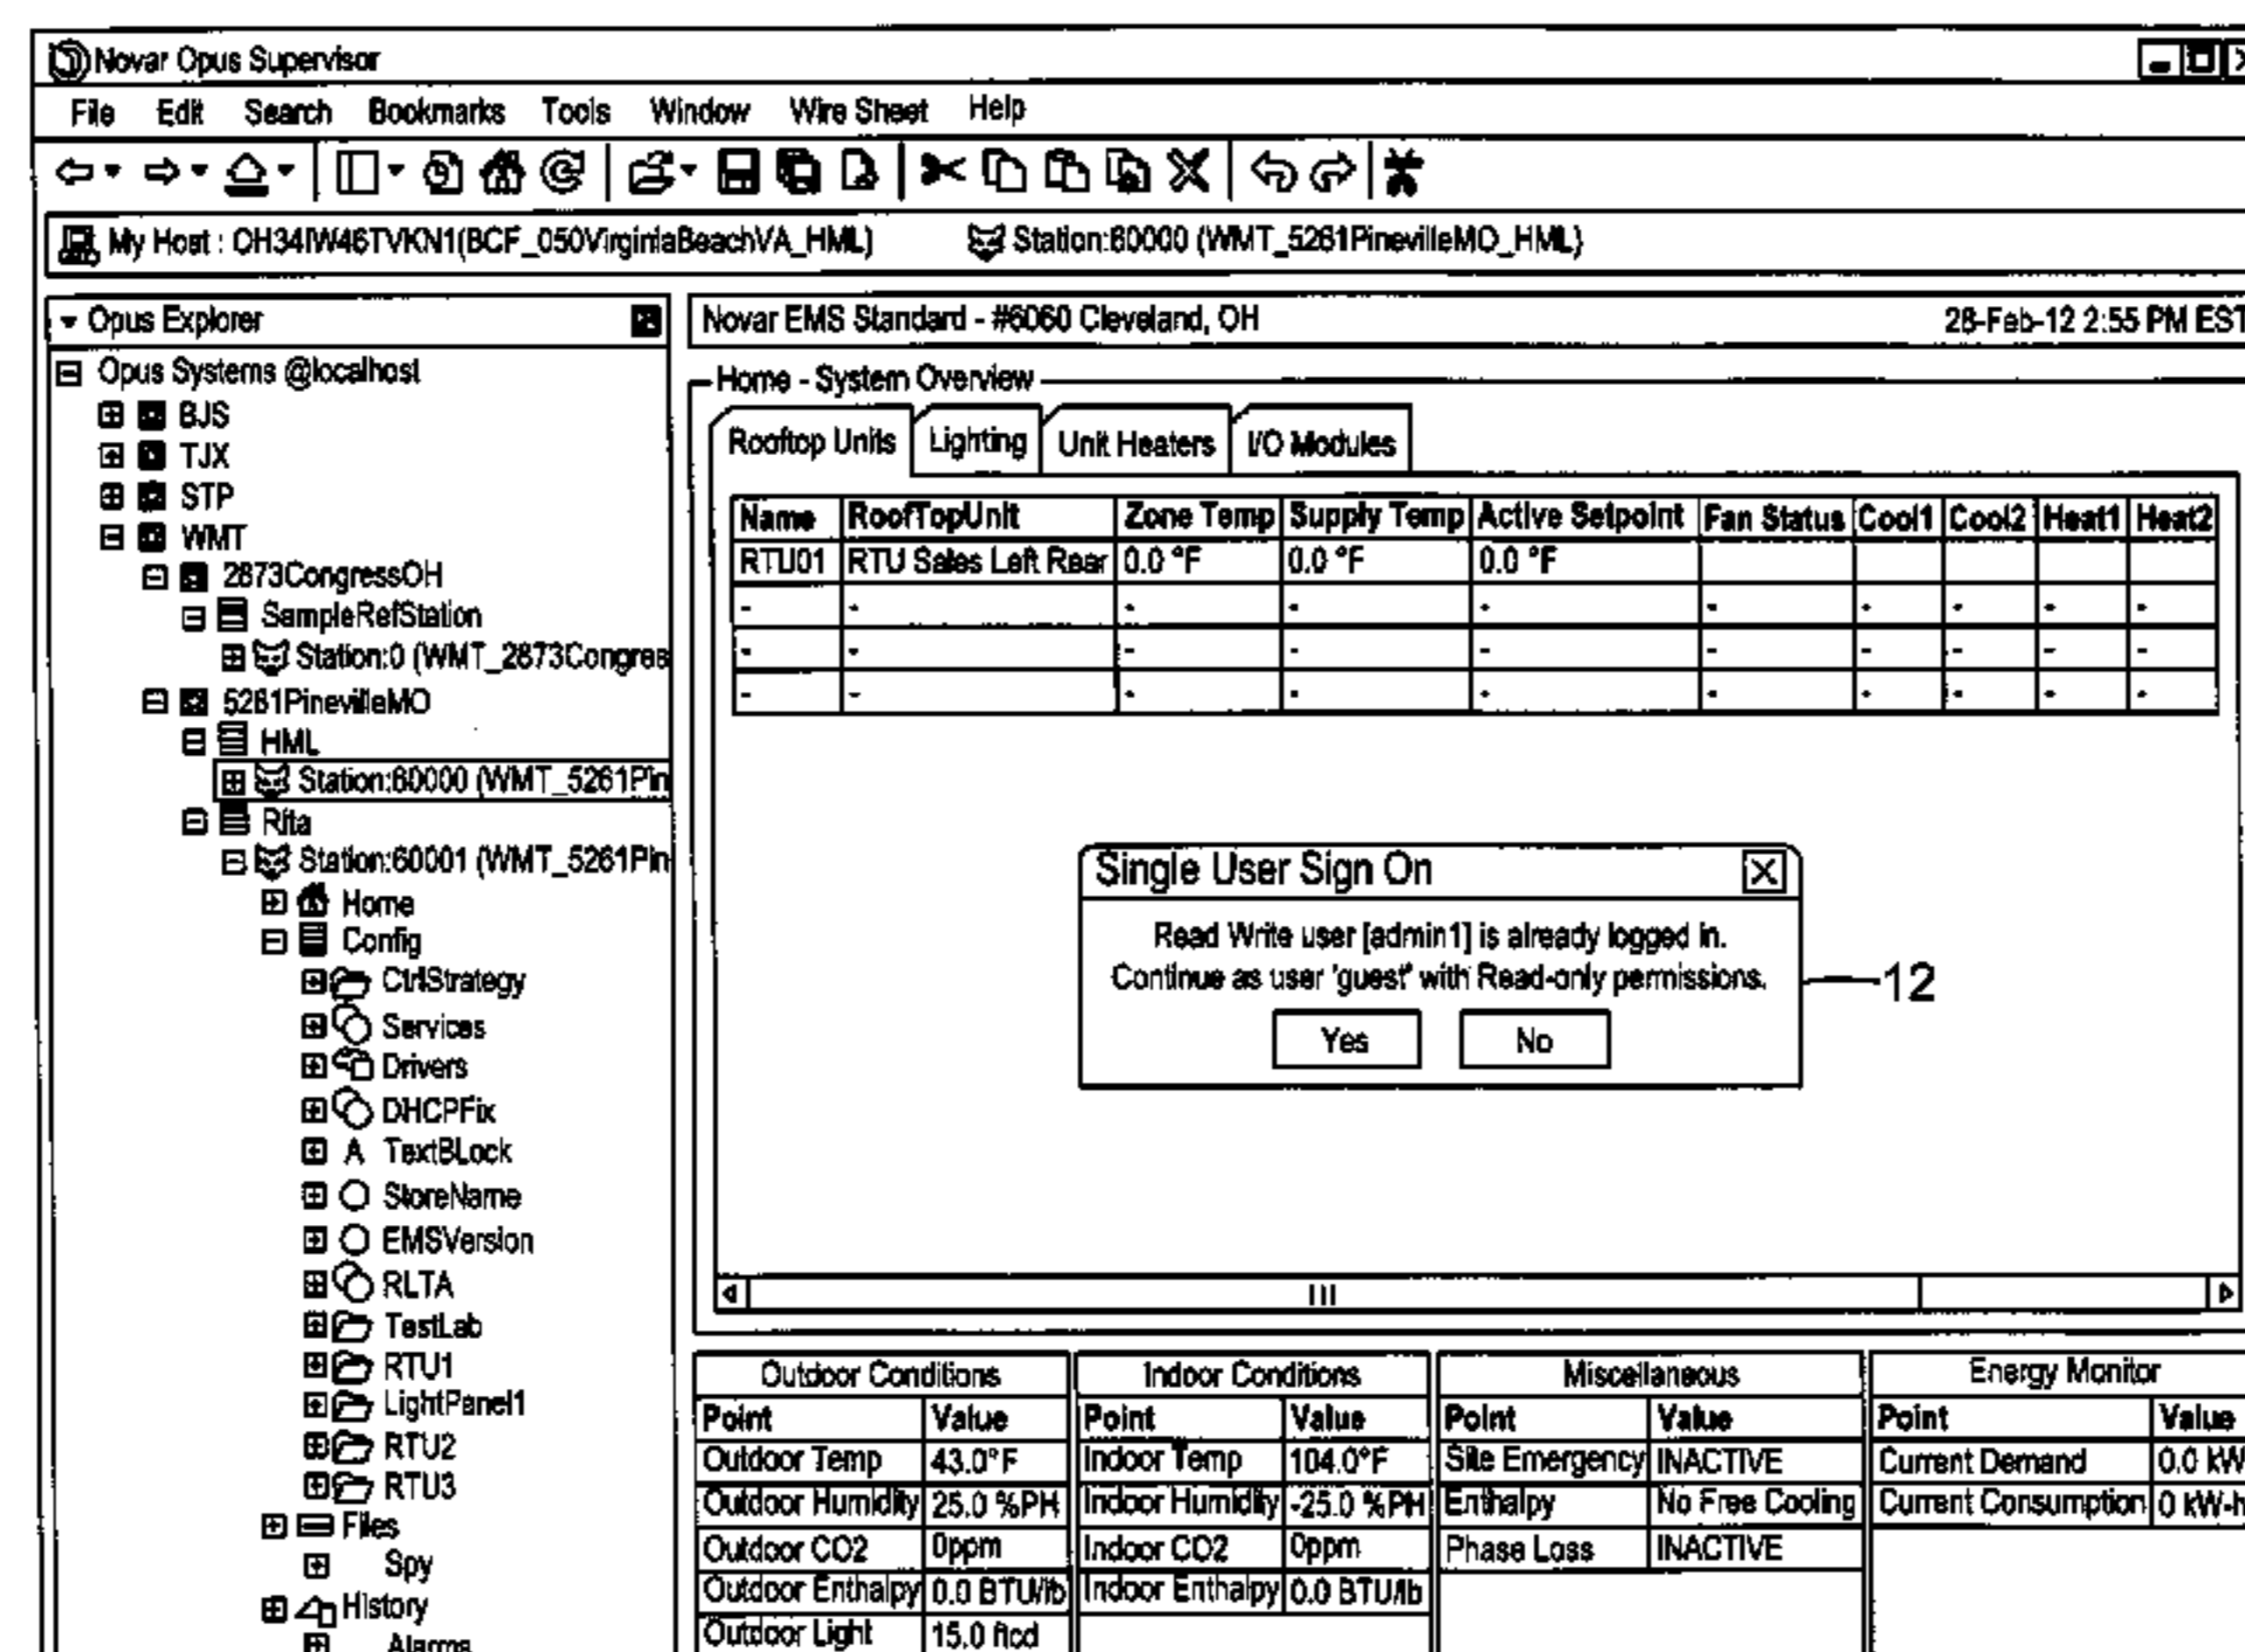 Novar Opus Supervisor
File Edit Search Bookmarks Tools Window Wire Sheet Help
My Host : OH34IW46TVKN1(BCF_050VirginiaBeachVA_HML) Station:60000 (WMT_5261PinevilleMO_HML)
Opus Explorer
Opus Systems @localhost
BJS
TJX
STP
WMT
2873CongressOH
SampleRefStation
Station:0 (WMT_2873Congres
5261PinevilleMO
HML
Station:60000 (WMT_5261Pin
Rita
Station:60001 (WMT_5261Pin
Home
Config
CtrlStrategy
Services
Drivers
DHCPFix
A TextBLock
StoreName
EMSVersion
RLTA
TestLab
RTU1
LightPanel1
RTU2
RTU3
Files
Spy
History
Alarms
Novar EMS Standard - #6060 Cleveland, OH 28-Feb-12 2:55 PM EST
Home - System Overview
Rooftop Units Lighting Unit Heaters I/O Modules
Name RoofTopUnit Zone Temp Supply Temp Active Setpoint Fan Status Cool1 Cool2 Heat1 Heat2
RTU01 RTU Sales Left Rear 0.0 °F 0.0 °F 0.0 °F
- - - - - - - - - -
- - - - - - - - - -
- - - - - - - - - -
Single User Sign On
Read Write user [admin1] is already logged in.
Continue as user 'guest' with Read-only permissions.
12
Yes No
Outdoor Conditions Indoor Conditions Miscellaneous Energy Monitor
Point Value Point Value Point Value Point Value
Outdoor Temp 43.0°F Indoor Temp 104.0°F Site Emergency INACTIVE Current Demand 0.0 kW
Outdoor Humidity 25.0 %PH Indoor Humidity -25.0 %PH Enthalpy No Free Cooling Current Consumption 0 kW-h
Outdoor CO2 0ppm Indoor CO2 0ppm Phase Loss INACTIVE
Outdoor Enthalpy 0.0 BTU/lb Indoor Enthalpy 0.0 BTU/lb
Outdoor Light 15.0 ftcd